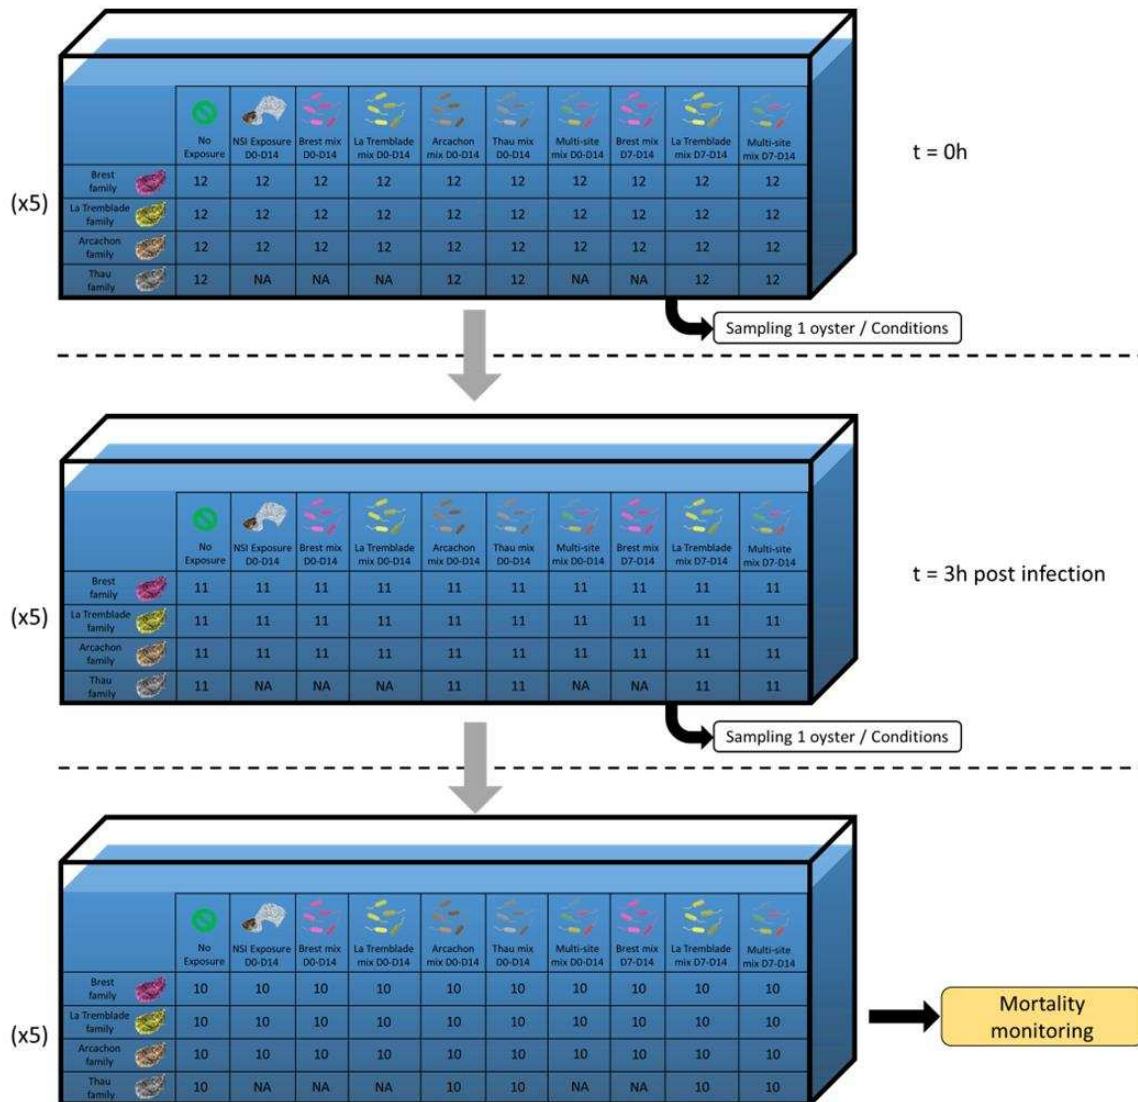 No Exposure
NSI Exposure D0-D14
Brest mix D0-D14
La Tremblade mix D0-D14
Arcachon mix D0-D14
Thau mix D0-D14
Multi-site mix D0-D14
Brest mix D7-D14
La Tremblade mix D7-D14
Multi-site mix D7-D14
t = 0h
(x5)
Brest family 12 12 12 12 12 12 12 12 12 12
La Tremblade family 12 12 12 12 12 12 12 12 12 12
Arcachon family 12 12 12 12 12 12 12 12 12 12
Thau family 12 NA NA NA 12 12 NA NA 12 12
Sampling 1 oyster / Conditions
No Exposure
NSI Exposure D0-D14
Brest mix D0-D14
La Tremblade mix D0-D14
Arcachon mix D0-D14
Thau mix D0-D14
Multi-site mix D0-D14
Brest mix D7-D14
La Tremblade mix D7-D14
Multi-site mix D7-D14
t = 3h post infection
(x5)
Brest family 11 11 11 11 11 11 11 11 11 11
La Tremblade family 11 11 11 11 11 11 11 11 11 11
Arcachon family 11 11 11 11 11 11 11 11 11 11
Thau family 11 NA NA NA 11 11 NA NA 11 11
Sampling 1 oyster / Conditions
No Exposure
NSI Exposure D0-D14
Brest mix D0-D14
La Tremblade mix D0-D14
Arcachon mix D0-D14
Thau mix D0-D14
Multi-site mix D0-D14
Brest mix D7-D14
La Tremblade mix D7-D14
Multi-site mix D7-D14
(x5)
Brest family 10 10 10 10 10 10 10 10 10 10
La Tremblade family 10 10 10 10 10 10 10 10 10 10
Arcachon family 10 10 10 10 10 10 10 10 10 10
Thau family 10 NA NA NA 10 10 NA NA 10 10
Mortality
monitoring